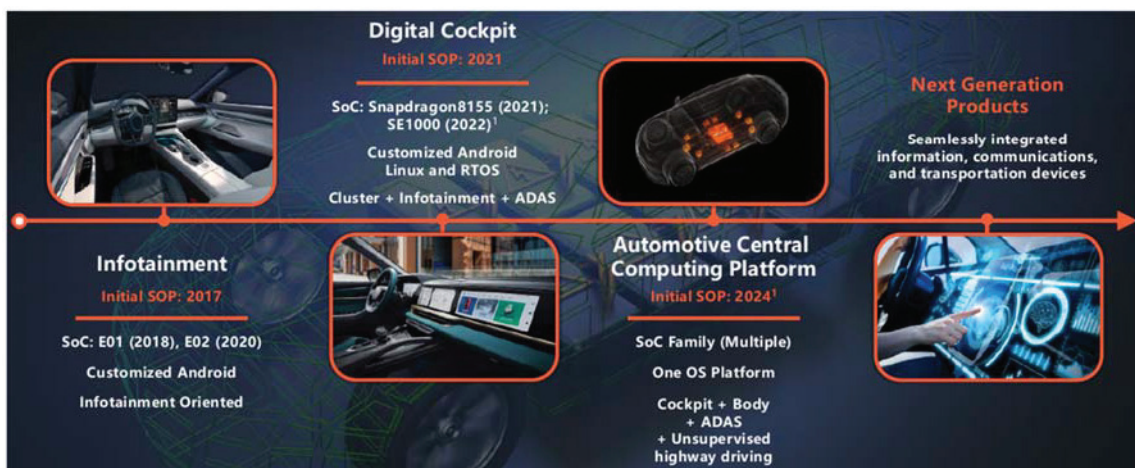 Digital Cockpit
Initial SOP: 2021
SoC: Snapdragon8155 (2021);
SE1000 (2022)¹
Customized Android
Linux and RTOS
Cluster + Infotainment + ADAS
Next Generation
Products
Seamlessly integrated
information, communications,
and transportation devices
Infotainment
Initial SOP: 2017
SoC: E01 (2018), E02 (2020)
Customized Android
Infotainment Oriented
Automotive Central
Computing Platform
Initial SOP: 2024¹
SoC Family (Multiple)
One OS Platform
Cockpit + Body
+ ADAS
+ Unsupervised
highway driving